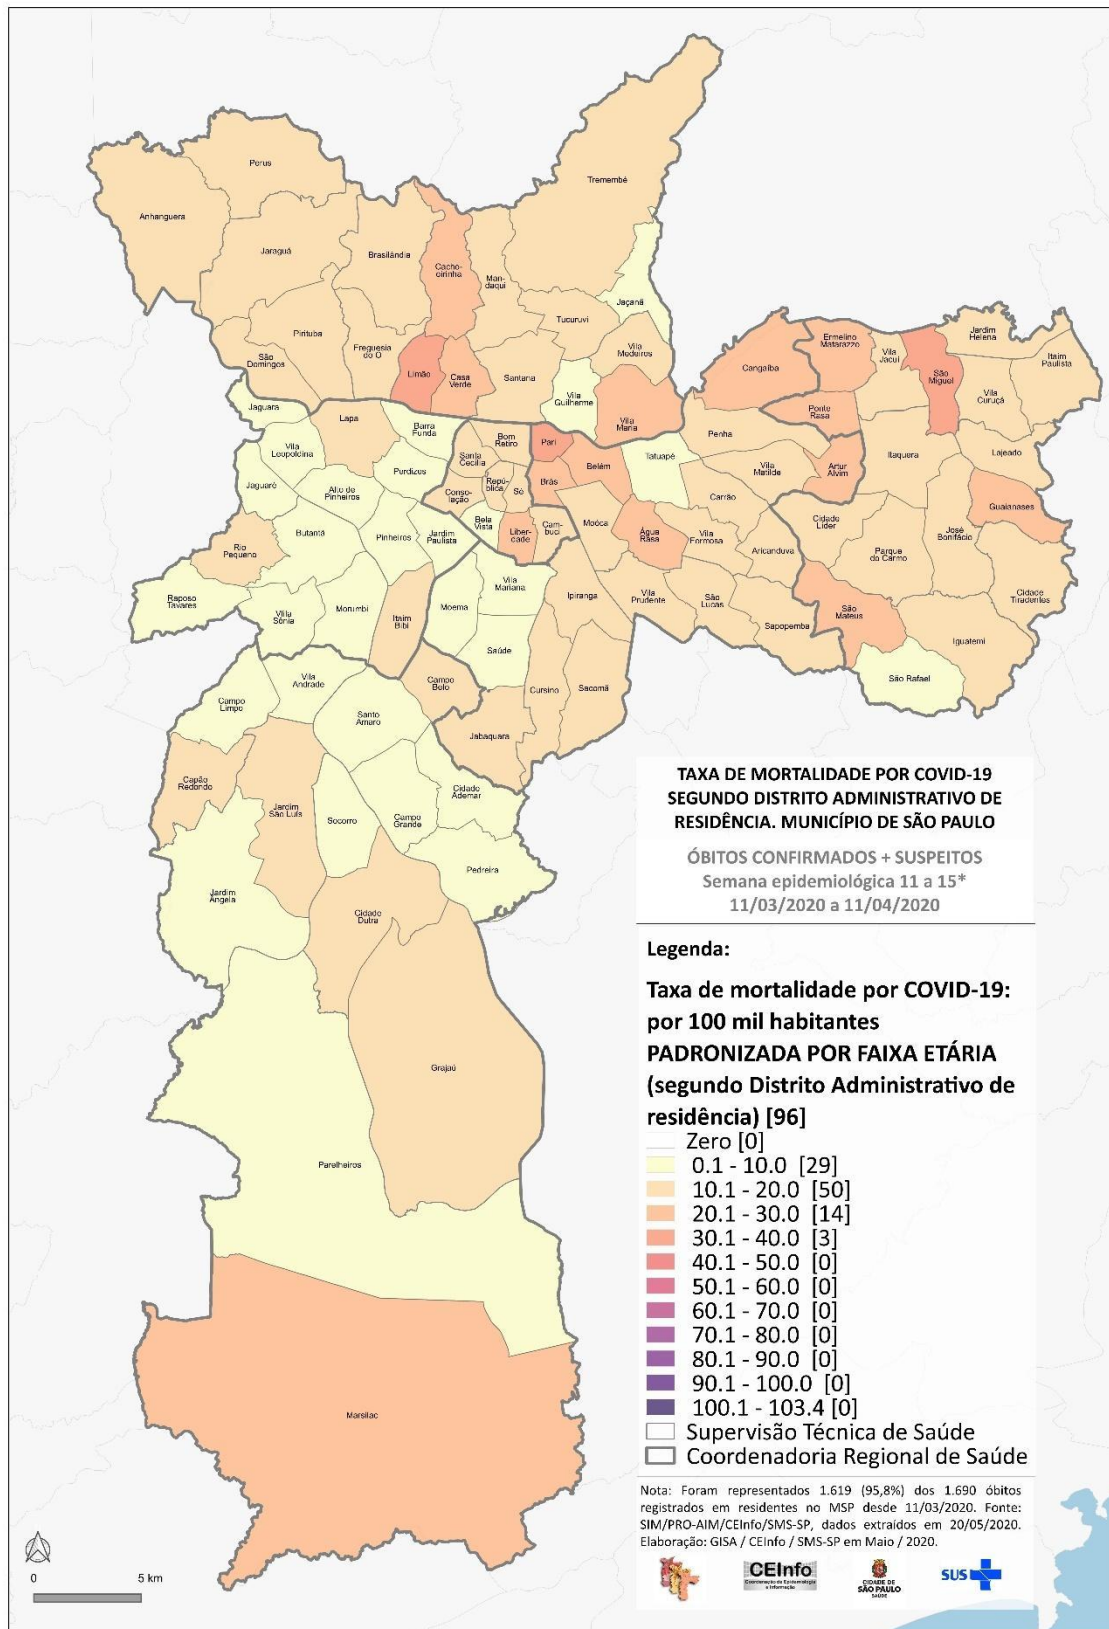 Perus
Tremembé
Anhanguera
Jaraguá
Brasilândia
Cacho-
eirinha
Man-
daqui
Jaçanã
Tucuruvi
Pirituba
Freguesia
do Ó
São
Domingos
Limão
Casa
Verde
Santana
Vila
Medeiros
Vila
Guilherme
Vila
Maria
Cangaíba
Ermelino
Matarazzo
Vila
Jacuí
São
Miguel
Jardim
Helena
Itaim
Paulista
Vila
Curuçá
Ponte
Rasa
Jaguara
Lapa
Barra
Funda
Bom
Retiro
Pari
Vila
Leopoldina
Perdizes
Santa
Cecília
Belém
Tatuapé
Penha
Vila
Matilde
Artur
Alvim
Itaquera
Lajeado
Jaguaré
Alto de
Pinheiros
Conso-
lação
Repú-
blica
Sé
Brás
Carrão
Guaianases
Butantã
Pinheiros
Jardim
Paulista
Bela
Vista
Liber-
dade
Cam-
buci
Moóca
Água
Rasa
Vila
Formosa
Aricanduva
Cidade
Líder
Parque
do Carmo
José
Bonifácio
Rio
Pequeno
Raposo
Tavares
Vila
Sônia
Morumbi
Itaim
Bibi
Moema
Vila
Mariana
Ipiranga
Vila
Prudente
São
Lucas
Sapopemba
São
Mateus
Cidade
Tiradentes
Iguatemi
São Rafael
Saúde
Campo
Limpo
Vila
Andrade
Campo
Belo
Cursino
Sacomã
Santo
Amaro
Jabaquara
Capão
Redondo
Jardim
São Luís
Socorro
Campo
Grande
Cidade
Ademar
Pedreira
Jardim
Ângela
Cidade
Dutra
Grajaú
Parelheiros
Marsilac
TAXA DE MORTALIDADE POR COVID-19
SEGUNDO DISTRITO ADMINISTRATIVO DE
RESIDÊNCIA. MUNICÍPIO DE SÃO PAULO
ÓBITOS CONFIRMADOS + SUSPEITOS
Semana epidemiológica 11 a 15*
11/03/2020 a 11/04/2020
Legenda:
Taxa de mortalidade por COVID-19:
por 100 mil habitantes
PADRONIZADA POR FAIXA ETÁRIA
(segundo Distrito Administrativo de
residência) [96]
Zero [0]
0.1 - 10.0 [29]
10.1 - 20.0 [50]
20.1 - 30.0 [14]
30.1 - 40.0 [3]
40.1 - 50.0 [0]
50.1 - 60.0 [0]
60.1 - 70.0 [0]
70.1 - 80.0 [0]
80.1 - 90.0 [0]
90.1 - 100.0 [0]
100.1 - 103.4 [0]
Supervisão Técnica de Saúde
Coordenadoria Regional de Saúde
Nota: Foram representados 1.619 (95,8%) dos 1.690 óbitos
registrados em residentes no MSP desde 11/03/2020. Fonte:
SIM/PRO-AIM/CEInfo/SMS-SP, dados extraídos em 20/05/2020.
Elaboração: GISA / CEInfo / SMS-SP em Maio / 2020.
CEInfo
Coordenação de Epidemiologia
e Informação
CIDADE DE
SÃO PAULO
SAÚDE
SUS
0 5 km